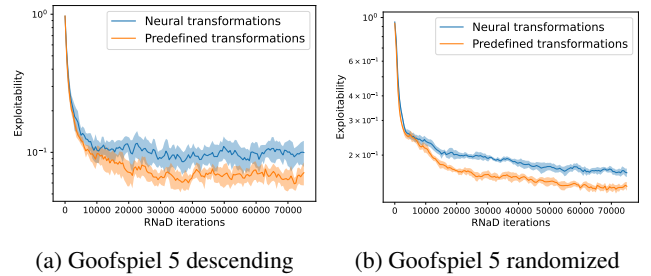 Neural transformations
Predefined transformations
10⁰
10⁻¹
Exploitability
0 10000 20000 30000 40000 50000 60000 70000
RNaD iterations
(a) Goofspiel 5 descending
Neural transformations
Predefined transformations
10⁰
6 × 10⁻¹
4 × 10⁻¹
3 × 10⁻¹
2 × 10⁻¹
Exploitability
0 10000 20000 30000 40000 50000 60000 70000
RNaD iterations
(b) Goofspiel 5 randomized